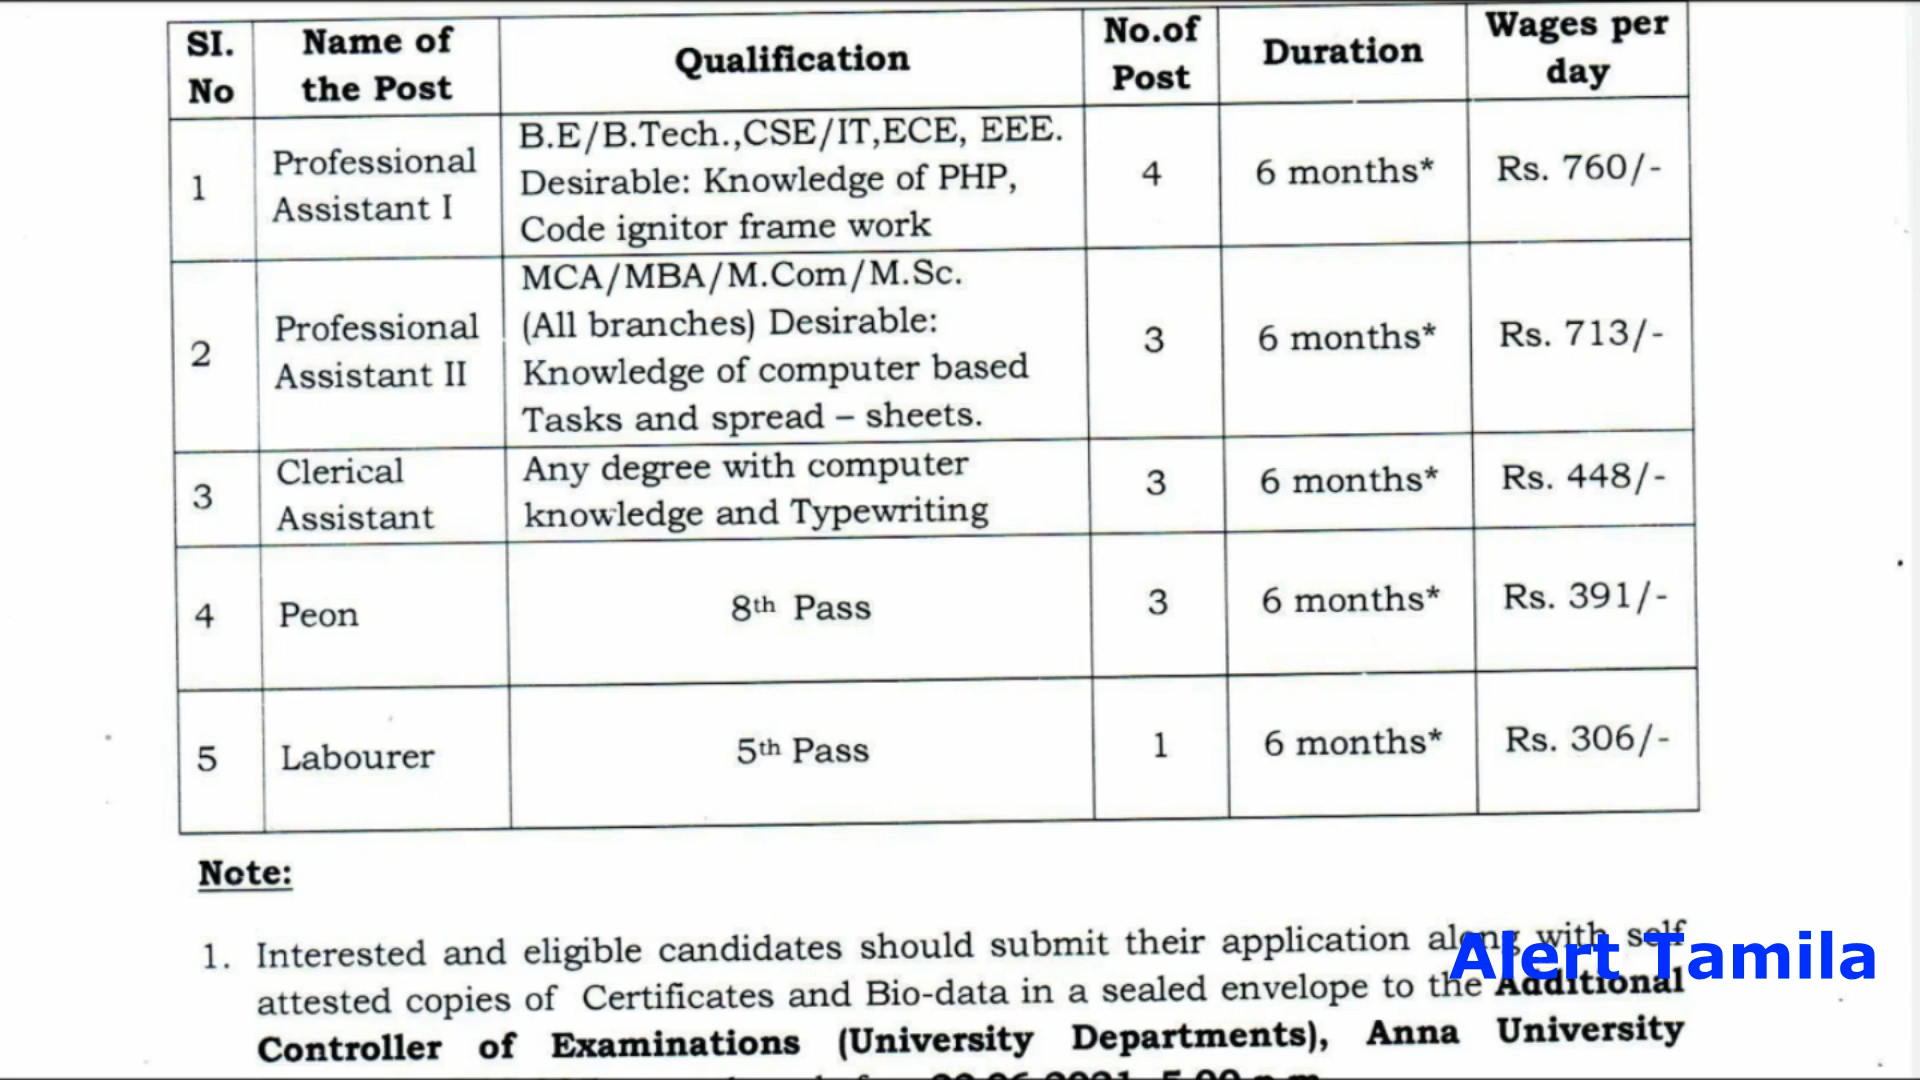 SI. No
Name of the Post
Qualification
No.of Post
Duration
Wages per day
1
Professional
Assistant I
B.E/B.Tech.,CSE/IT,ECE, EEE.
Desirable: Knowledge of PHP,
Code ignitor frame work
4
6 months*
Rs. 760/-
2
Professional
Assistant II
MCA/MBA/M.Com/M.Sc.
(All branches) Desirable:
Knowledge of computer based
Tasks and spread – sheets.
3
6 months*
Rs. 713/-
3
Clerical
Assistant
Any degree with computer
knowledge and Typewriting
3
6 months*
Rs. 448/-
4
Peon
8th Pass
3
6 months*
Rs. 391/-
5
Labourer
5th Pass
1
6 months*
Rs. 306/-
Note:
1. Interested and eligible candidates should submit their application along with self
attested copies of Certificates and Bio-data in a sealed envelope to the Additional
Controller of Examinations (University Departments), Anna University
Alert Tamila